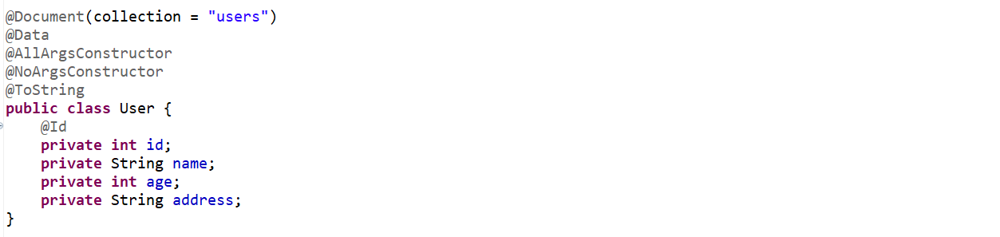 @Document(collection = "users")
@Data
@AllArgsConstructor
@NoArgsConstructor
@ToString
public class User {
    @Id
    private int id;
    private String name;
    private int age;
    private String address;
}